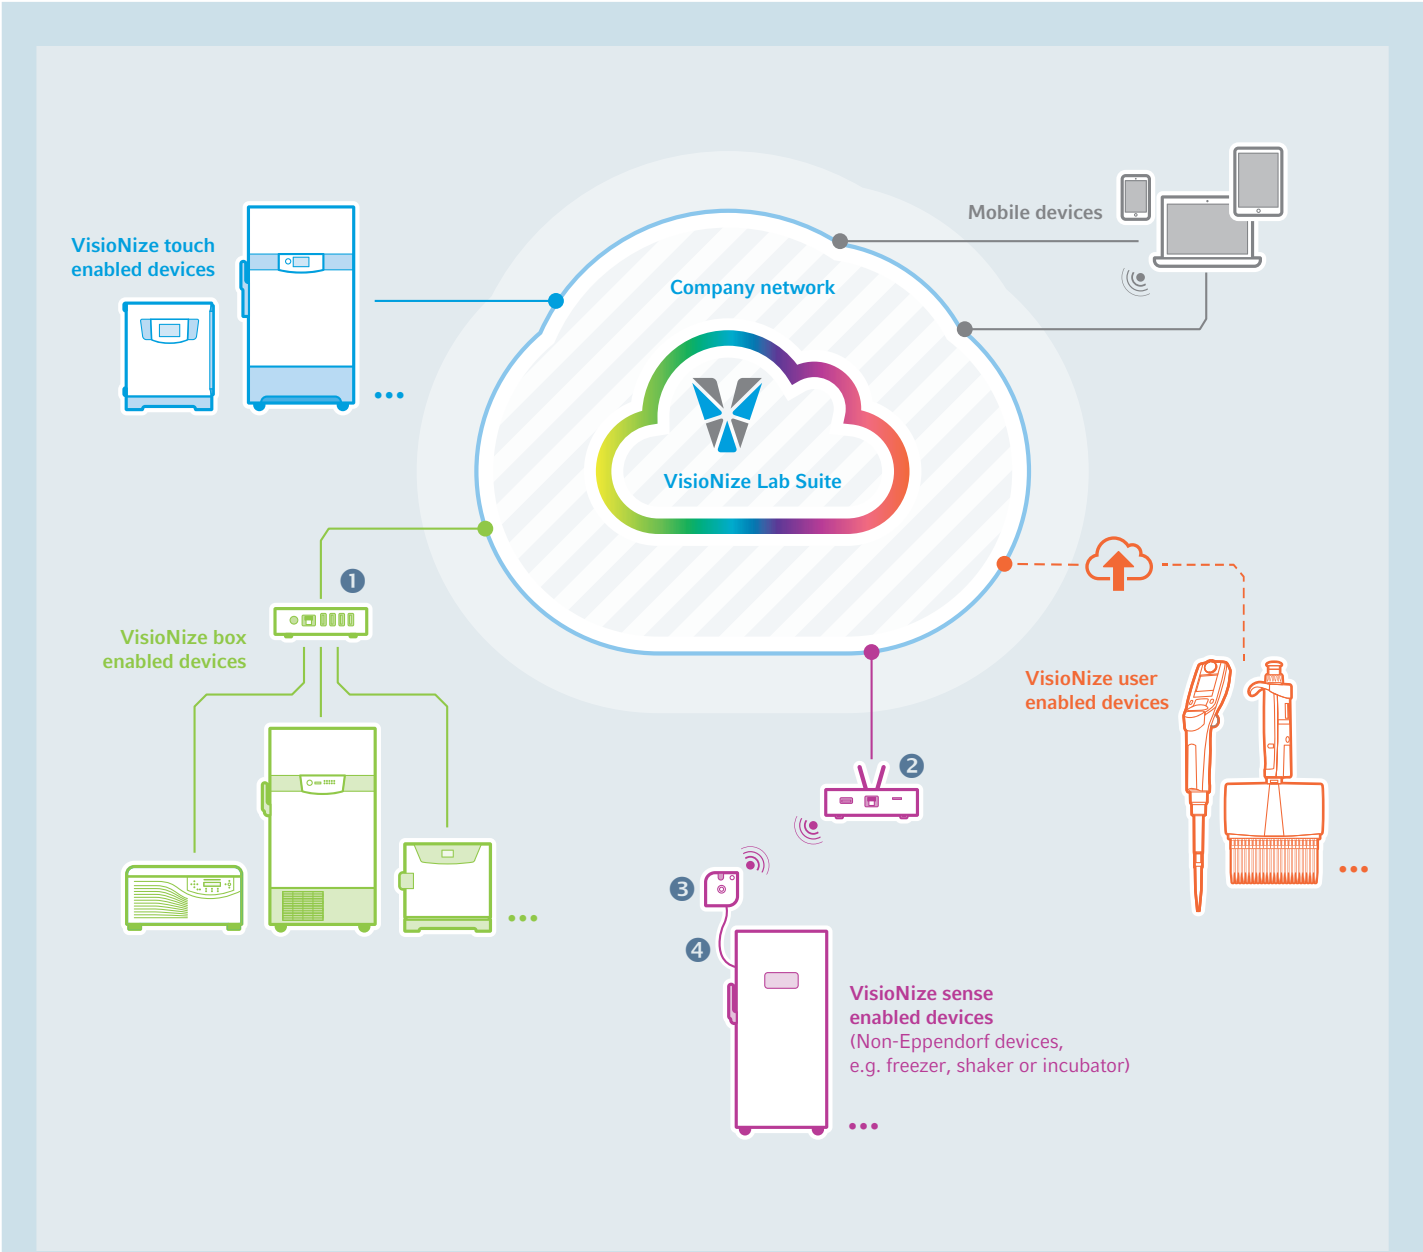 Mobile devices
VisioNize touch
enabled devices
Company network
VisioNize Lab Suite
1
VisioNize box
enabled devices
VisioNize user
enabled devices
2
3
4
VisioNize sense
enabled devices
(Non-Eppendorf devices,
e.g. freezer, shaker or incubator)